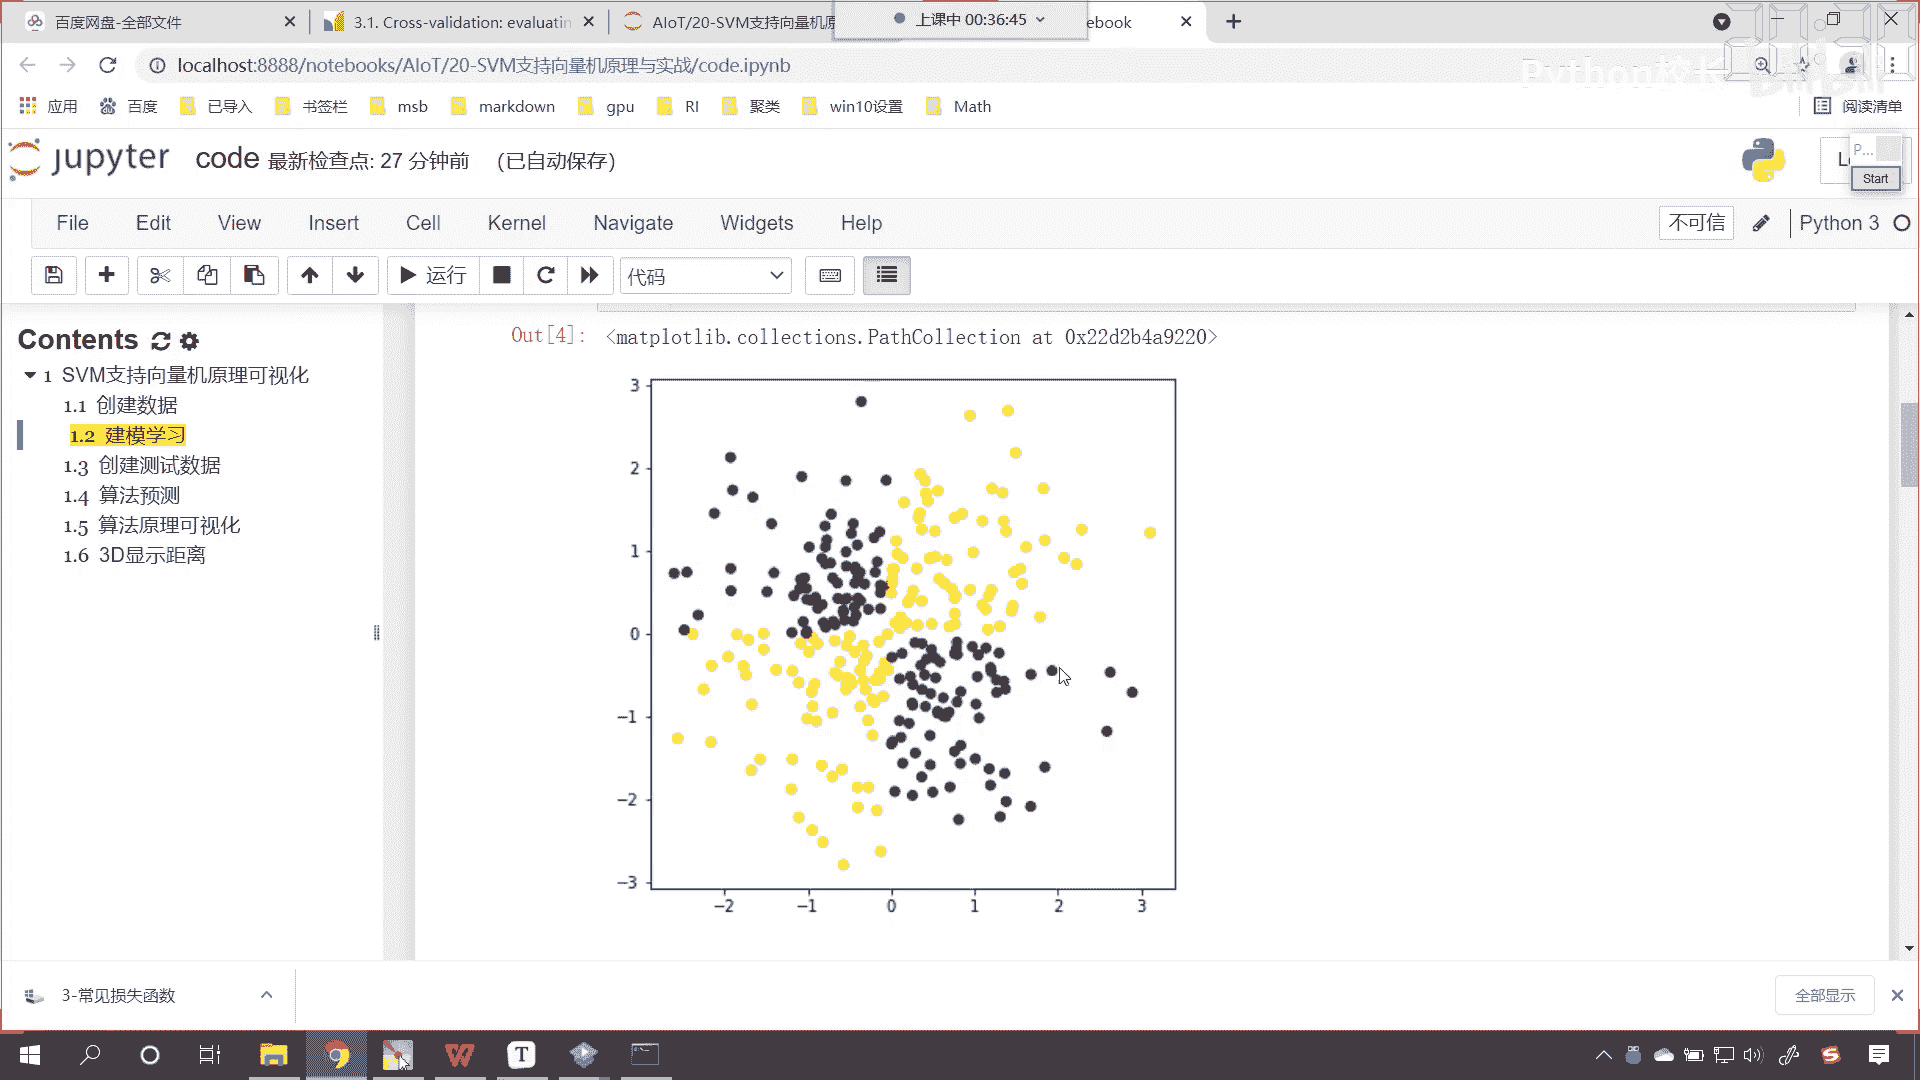 百度网盘-全部文件
3.1. Cross-validation: evaluatin
AIoT/20-SVM支持向量机原
上课中 00:36:45
ebook
localhost:8888/notebooks/AIoT/20-SVM支持向量机原理与实战/code.ipynb
Python校长
bilibili
应用
百度
已导入
书签栏
msb
markdown
gpu
RI
聚类
win10设置
Math
阅读清单
jupyter
code 最新检查点: 27 分钟前 (已自动保存)
P...
Start
File
Edit
View
Insert
Cell
Kernel
Navigate
Widgets
Help
不可信
Python 3
运行
代码
Contents
1 SVM支持向量机原理可视化
1.1 创建数据
1.2 建模学习
1.3 创建测试数据
1.4 算法预测
1.5 算法原理可视化
1.6 3D显示距离
Out[4]: <matplotlib.collections.PathCollection at 0x22d2b4a9220>
3
2
1
0
−1
−2
−3
−2 −1 0 1 2 3
3-常见损失函数
全部显示